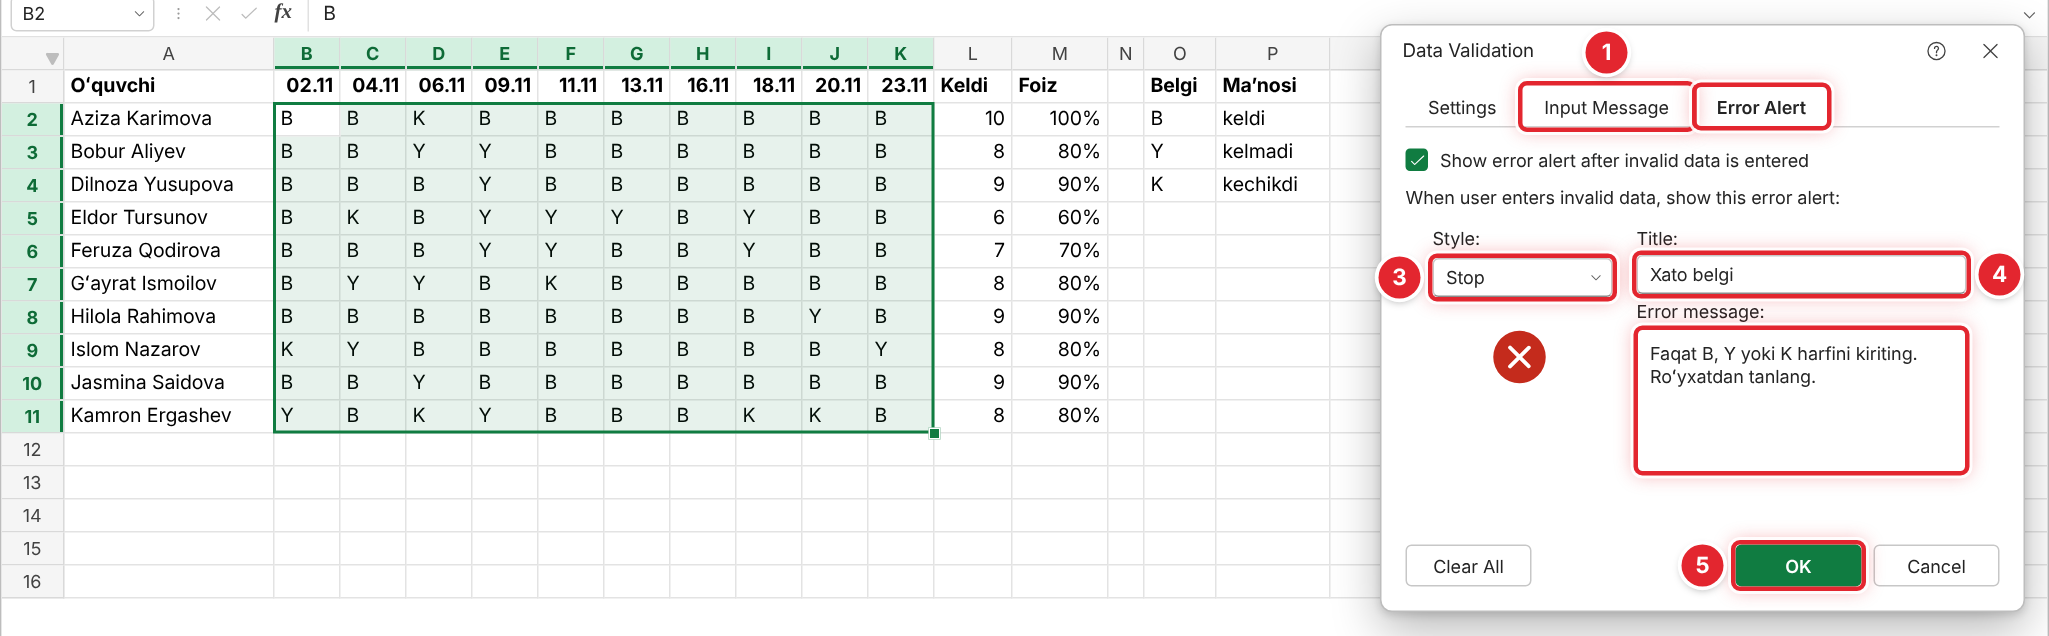 B2 fx B
A B C D E F G H I J K L M N O P
1 Oʻquvchi 02.11 04.11 06.11 09.11 11.11 13.11 16.11 18.11 20.11 23.11 Keldi Foiz Belgi Maʼnosi
2 Aziza Karimova B B K B B B B B B B 10 100% B keldi
3 Bobur Aliyev B B Y Y B B B B B B 8 80% Y kelmadi
4 Dilnoza Yusupova B B B Y B B B B B B 9 90% K kechikdi
5 Eldor Tursunov B K B Y Y Y B Y B B 6 60%
6 Feruza Qodirova B B B Y Y B B Y B B 7 70%
7 Gʻayrat Ismoilov B Y Y B K B B B B B 8 80%
8 Hilola Rahimova B B B B B B B B Y B 9 90%
9 Islom Nazarov K Y B B B B B B B Y 8 80%
10 Jasmina Saidova B B Y B B B B B B B 9 90%
11 Kamron Ergashev Y B K Y B B B K K B 8 80%
12
13
14
15
16
Data Validation
1
Settings Input Message Error Alert
Show error alert after invalid data is entered
When user enters invalid data, show this error alert:
Style: Title:
3 Stop Xato belgi 4
Error message:
Faqat B, Y yoki K harfini kiriting.
Roʻyxatdan tanlang.
Clear All 5 OK Cancel